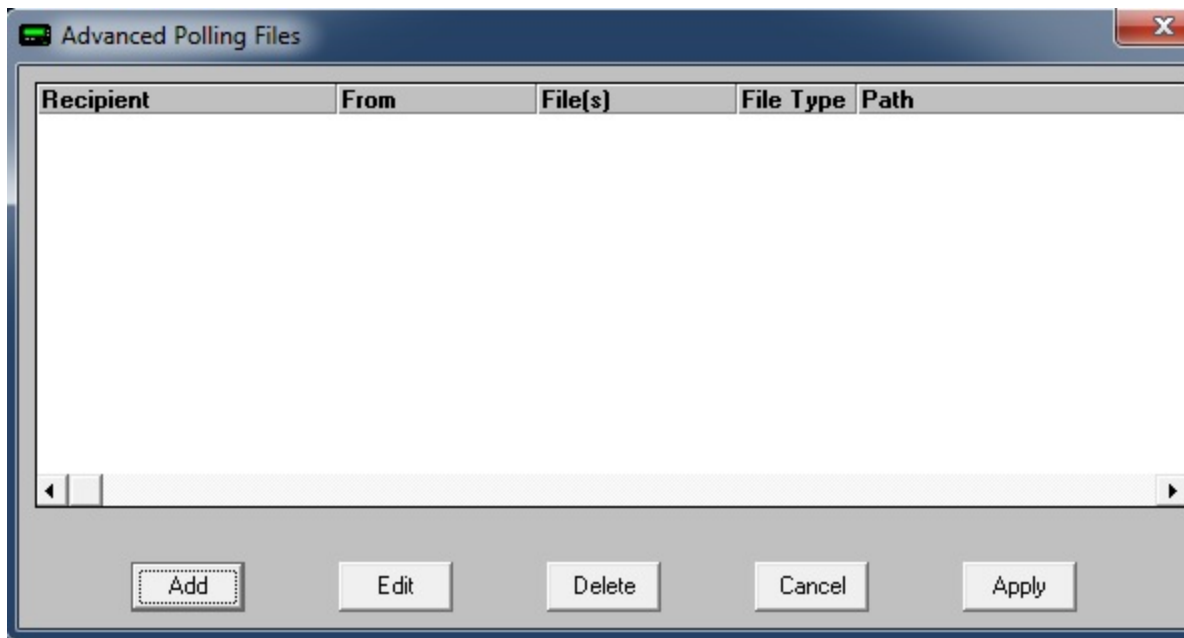 Advanced Polling Files
Recipient From File(s) File Type Path
Add Edit Delete Cancel Apply